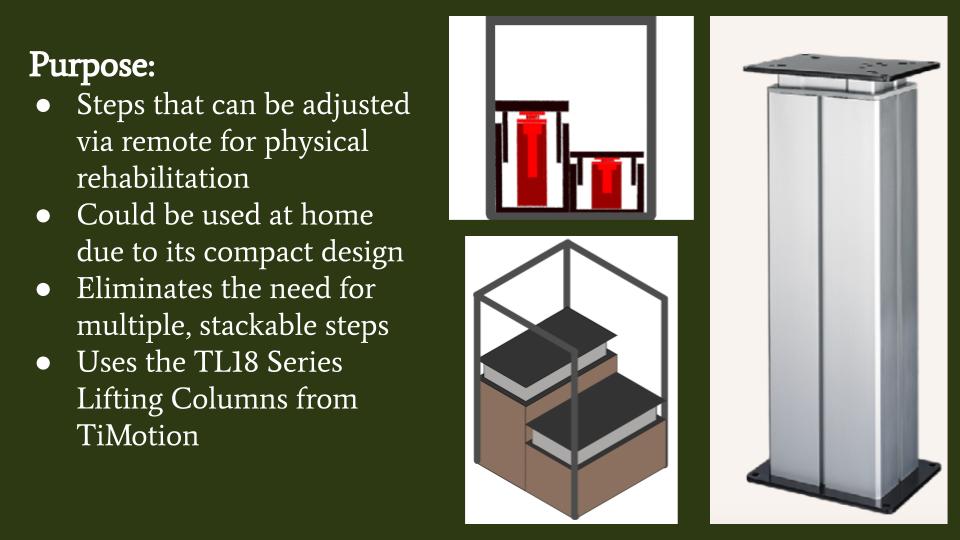 Purpose:
● Steps that can be adjusted
via remote for physical
rehabilitation
● Could be used at home
due to its compact design
● Eliminates the need for
multiple, stackable steps
● Uses the TL18 Series
Lifting Columns from
TiMotion